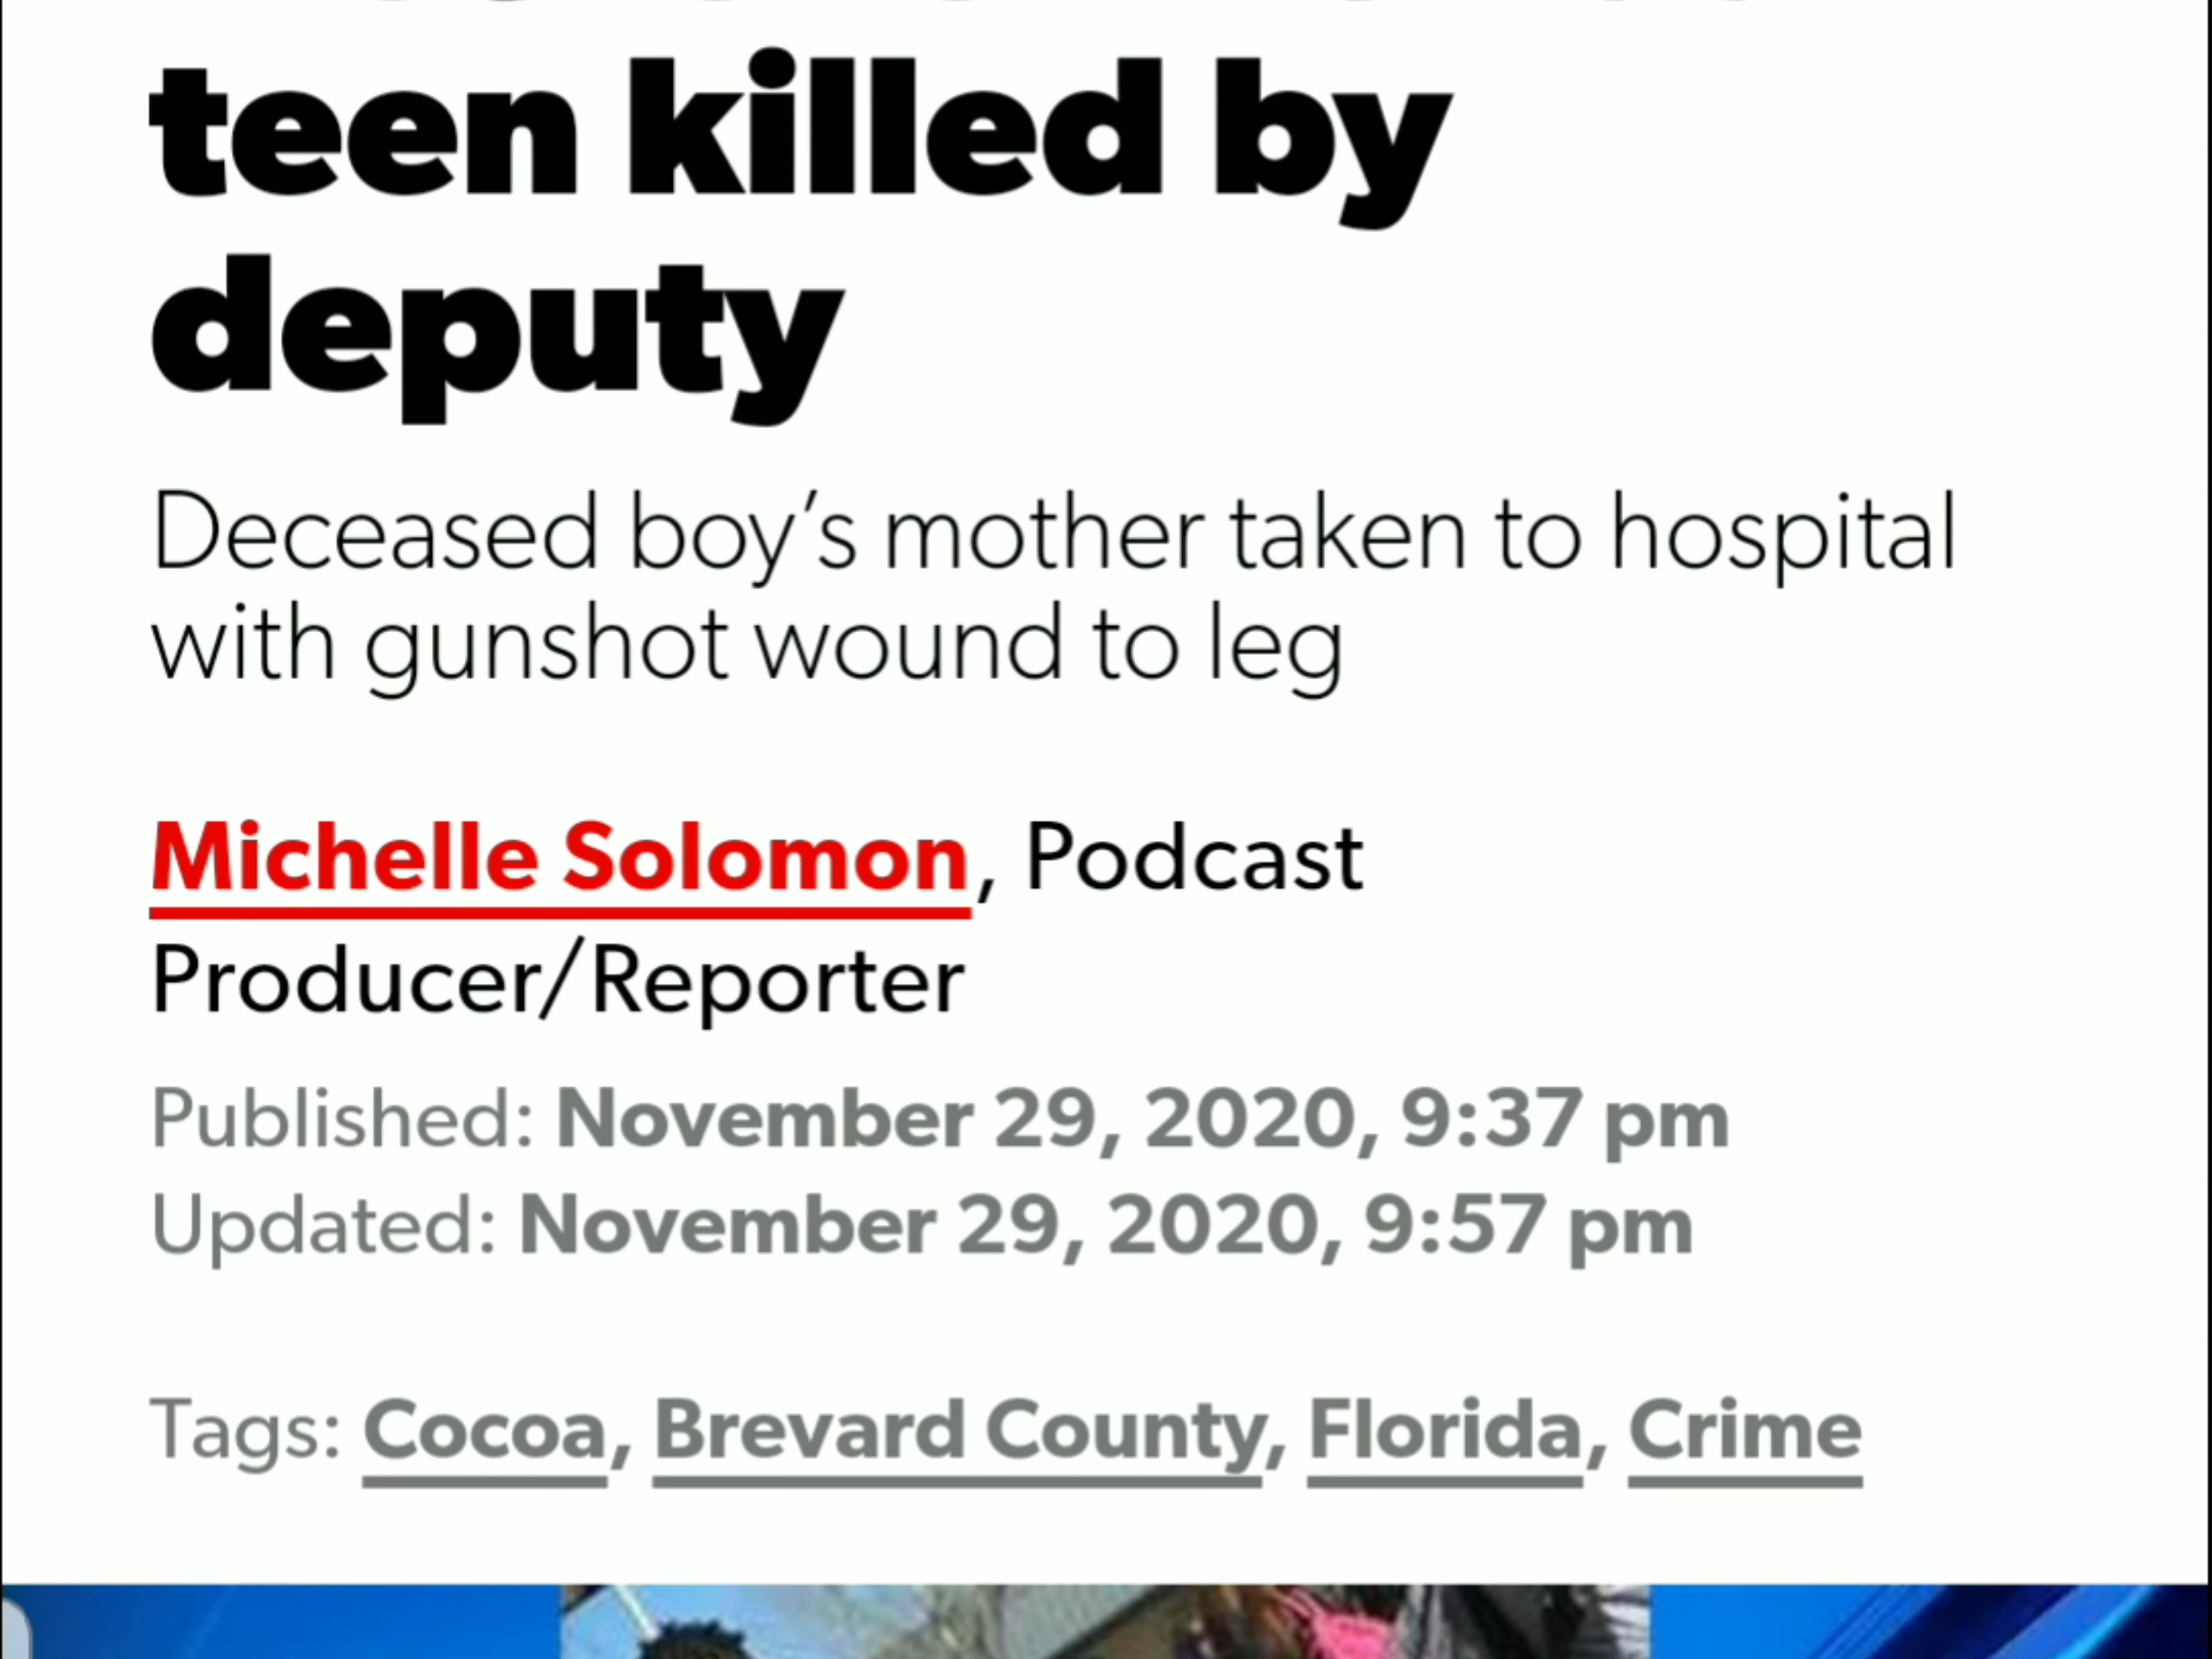 teen killed by
deputy
Deceased boy’s mother taken to hospital
with gunshot wound to leg
Michelle Solomon, Podcast
Producer/Reporter
Published: November 29, 2020, 9:37 pm
Updated: November 29, 2020, 9:57 pm
Tags: Cocoa, Brevard County, Florida, Crime